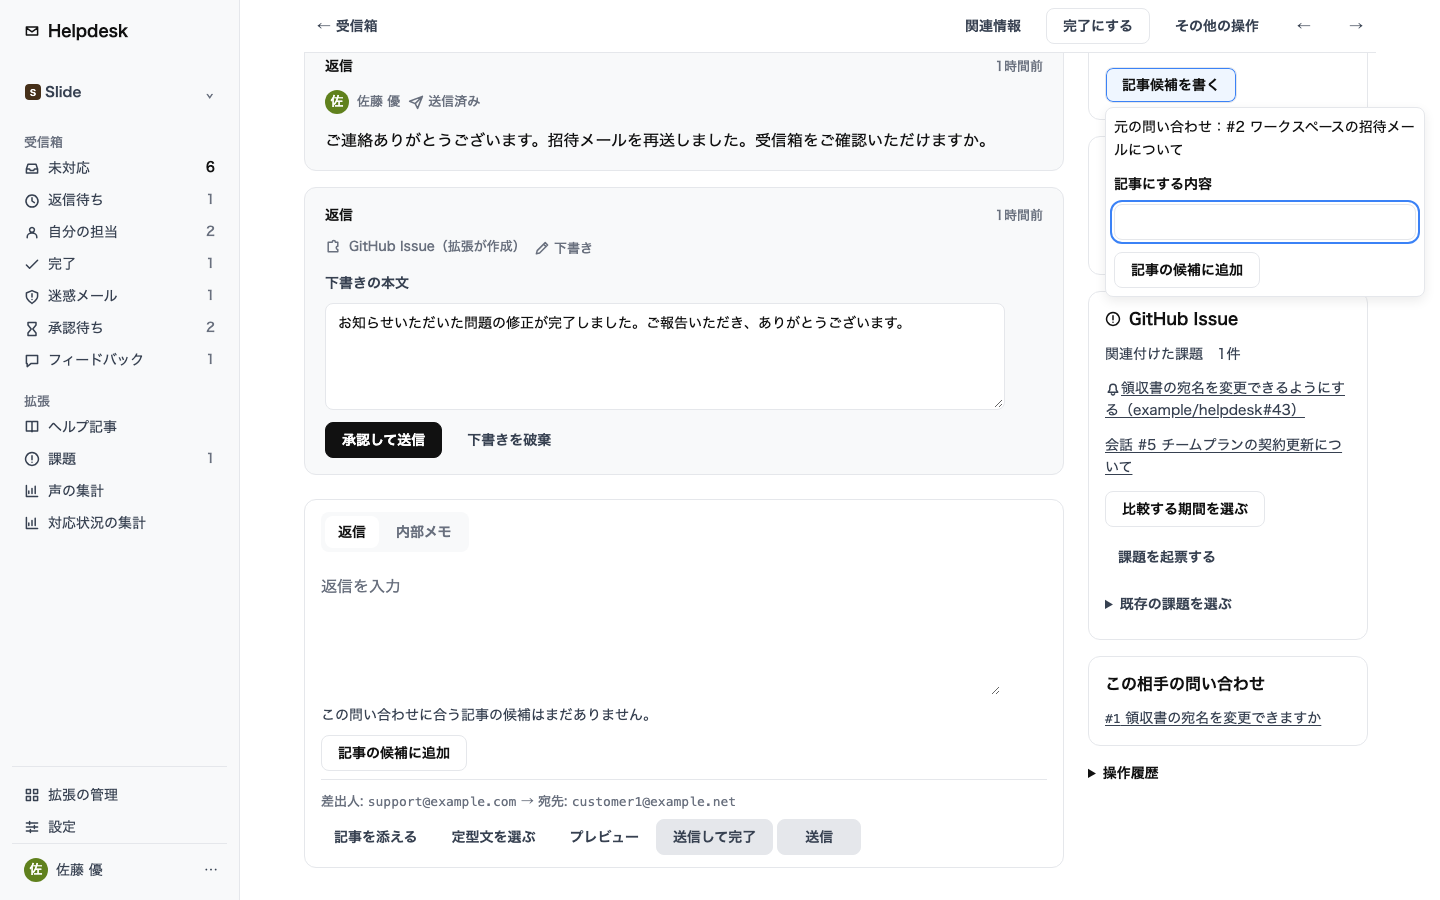 Helpdesk
S Slide
受信箱
未対応 6
返信待ち 1
自分の担当 2
完了 1
迷惑メール 1
承認待ち 2
フィードバック 1
拡張
ヘルプ記事
課題 1
声の集計
対応状況の集計
拡張の管理
設定
佐 佐藤 優 …
← 受信箱
関連情報 完了にする その他の操作 ← →
返信 1時間前
佐 佐藤 優 送信済み
ご連絡ありがとうございます。招待メールを再送しました。受信箱をご確認いただけますか。
返信 1時間前
GitHub Issue（拡張が作成） 下書き
下書きの本文
お知らせいただいた問題の修正が完了しました。ご報告いただき、ありがとうございます。
承認して送信 下書きを破棄
返信 内部メモ
返信を入力
この問い合わせに合う記事の候補はまだありません。
記事の候補に追加
差出人: support@example.com → 宛先: customer1@example.net
記事を添える 定型文を選ぶ プレビュー 送信して完了 送信
記事候補を書く
元の問い合わせ：#2 ワークスペースの招待メー
ルについて
記事にする内容
記事の候補に追加
GitHub Issue
関連付けた課題 1件
領収書の宛名を変更できるようにす
る（example/helpdesk#43）
会話 #5 チームプランの契約更新につ
いて
比較する期間を選ぶ
課題を起票する
▶ 既存の課題を選ぶ
この相手の問い合わせ
#1 領収書の宛名を変更できますか
▶ 操作履歴